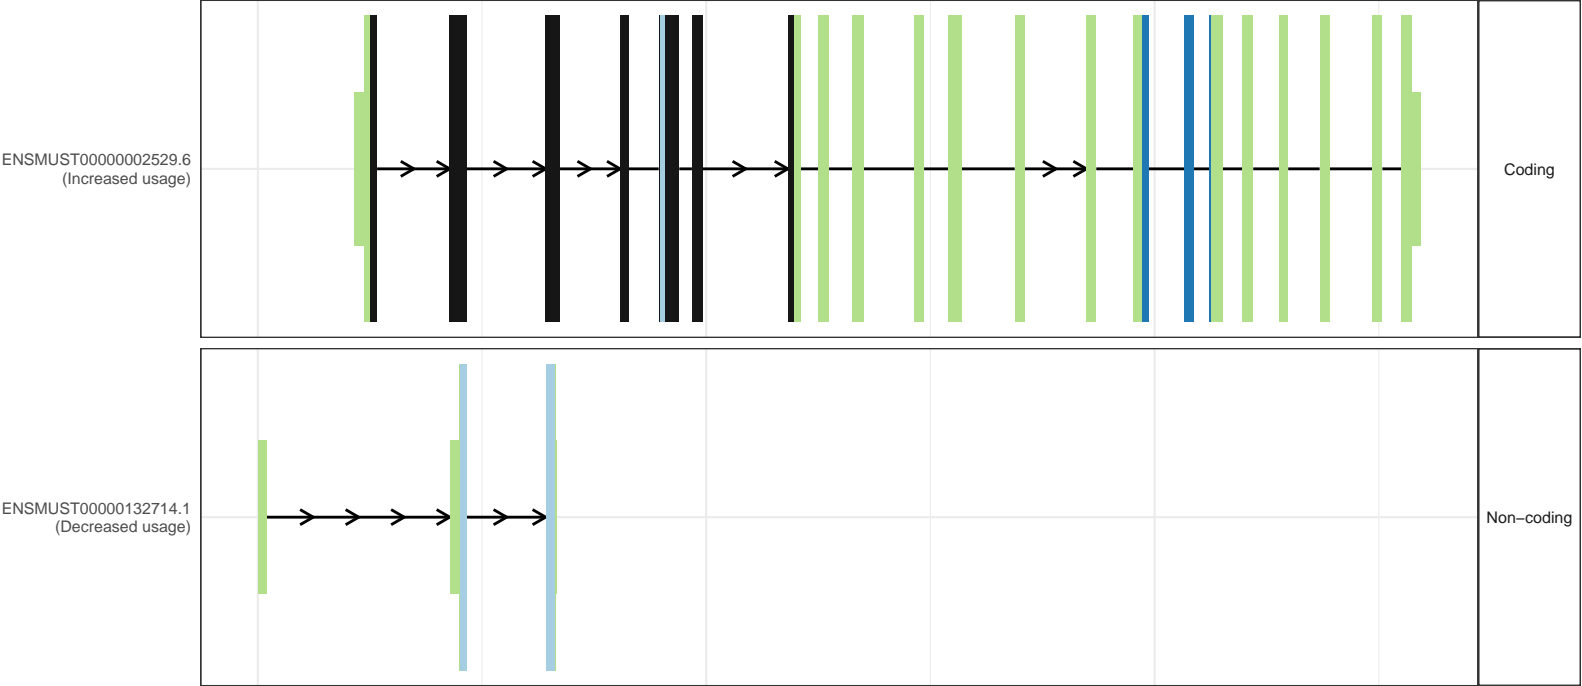 ENSMUST00000002529.6
(Increased usage)
Coding
ENSMUST00000132714.1
(Decreased usage)
Non−coding